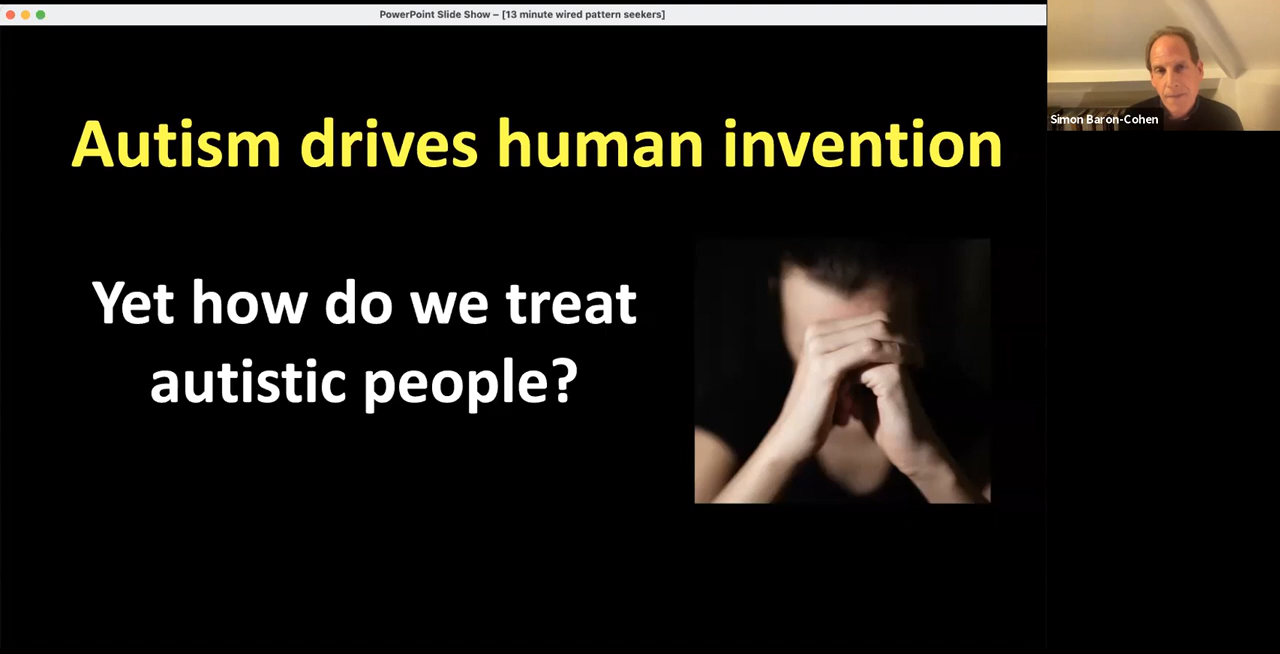 PowerPoint Slide Show – [13 minute wired pattern seekers]
Autism drives human invention
Yet how do we treat
autistic people?
Simon Baron-Cohen